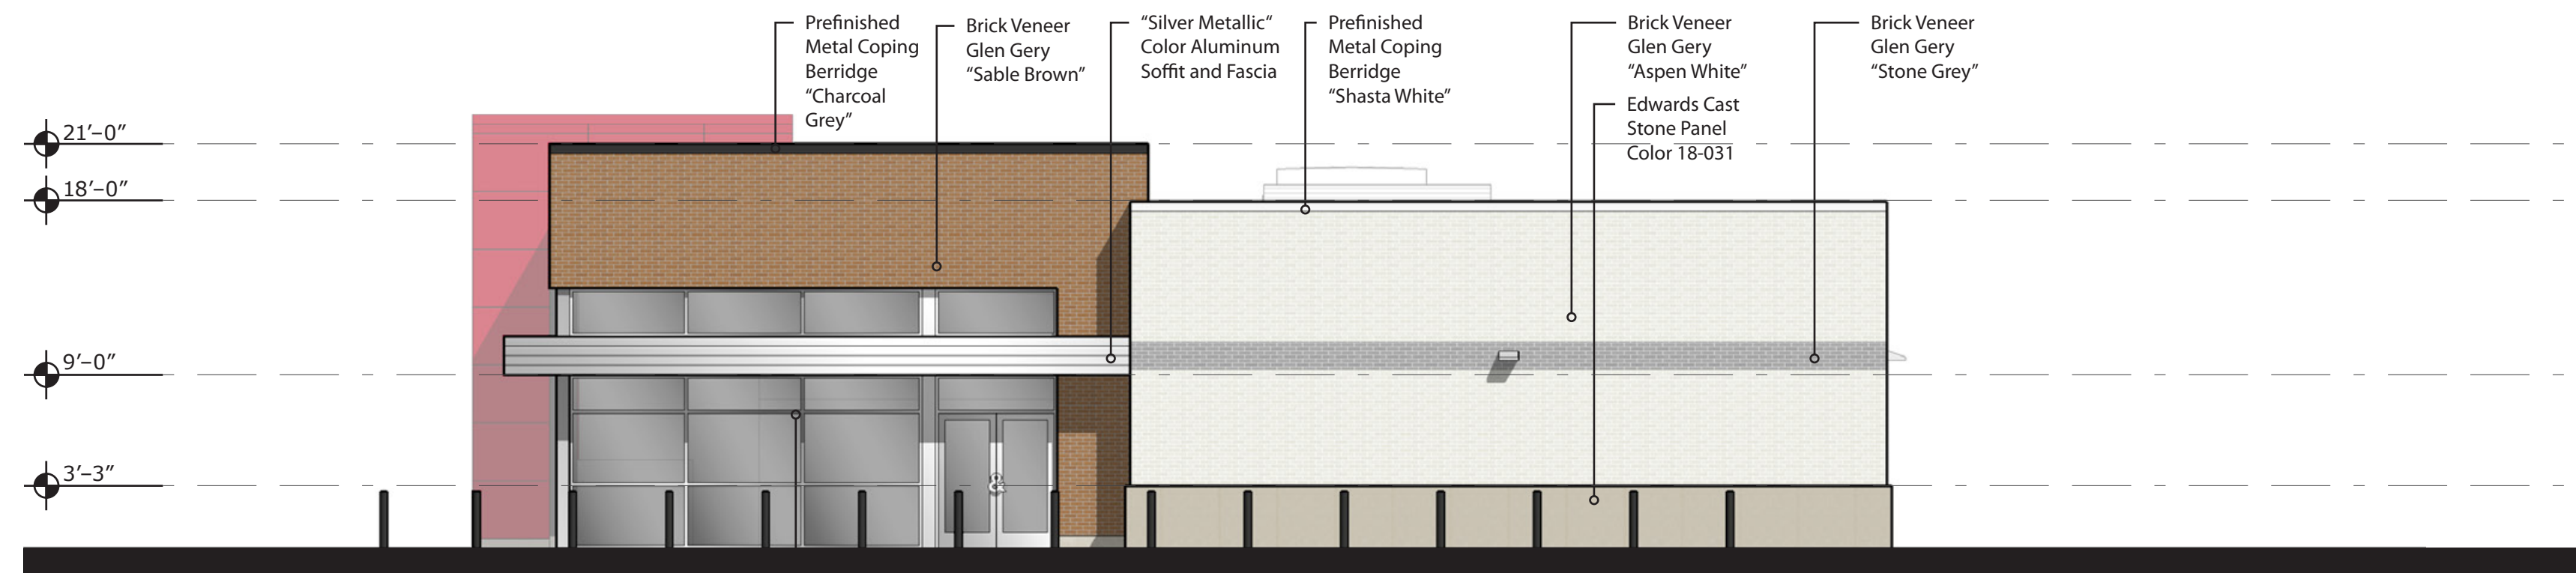 Prefinished
Metal Coping
Berridge
“Charcoal
Grey”
Brick Veneer
Glen Gery
“Sable Brown”
“Silver Metallic“
Color Aluminum
Soffit and Fascia
Prefinished
Metal Coping
Berridge
“Shasta White”
Brick Veneer
Glen Gery
“Aspen White”
Edwards Cast
Stone Panel
Color 18-031
Brick Veneer
Glen Gery
“Stone Grey”
21’–0”
18’–0”
9’–0”
3’–3”
&